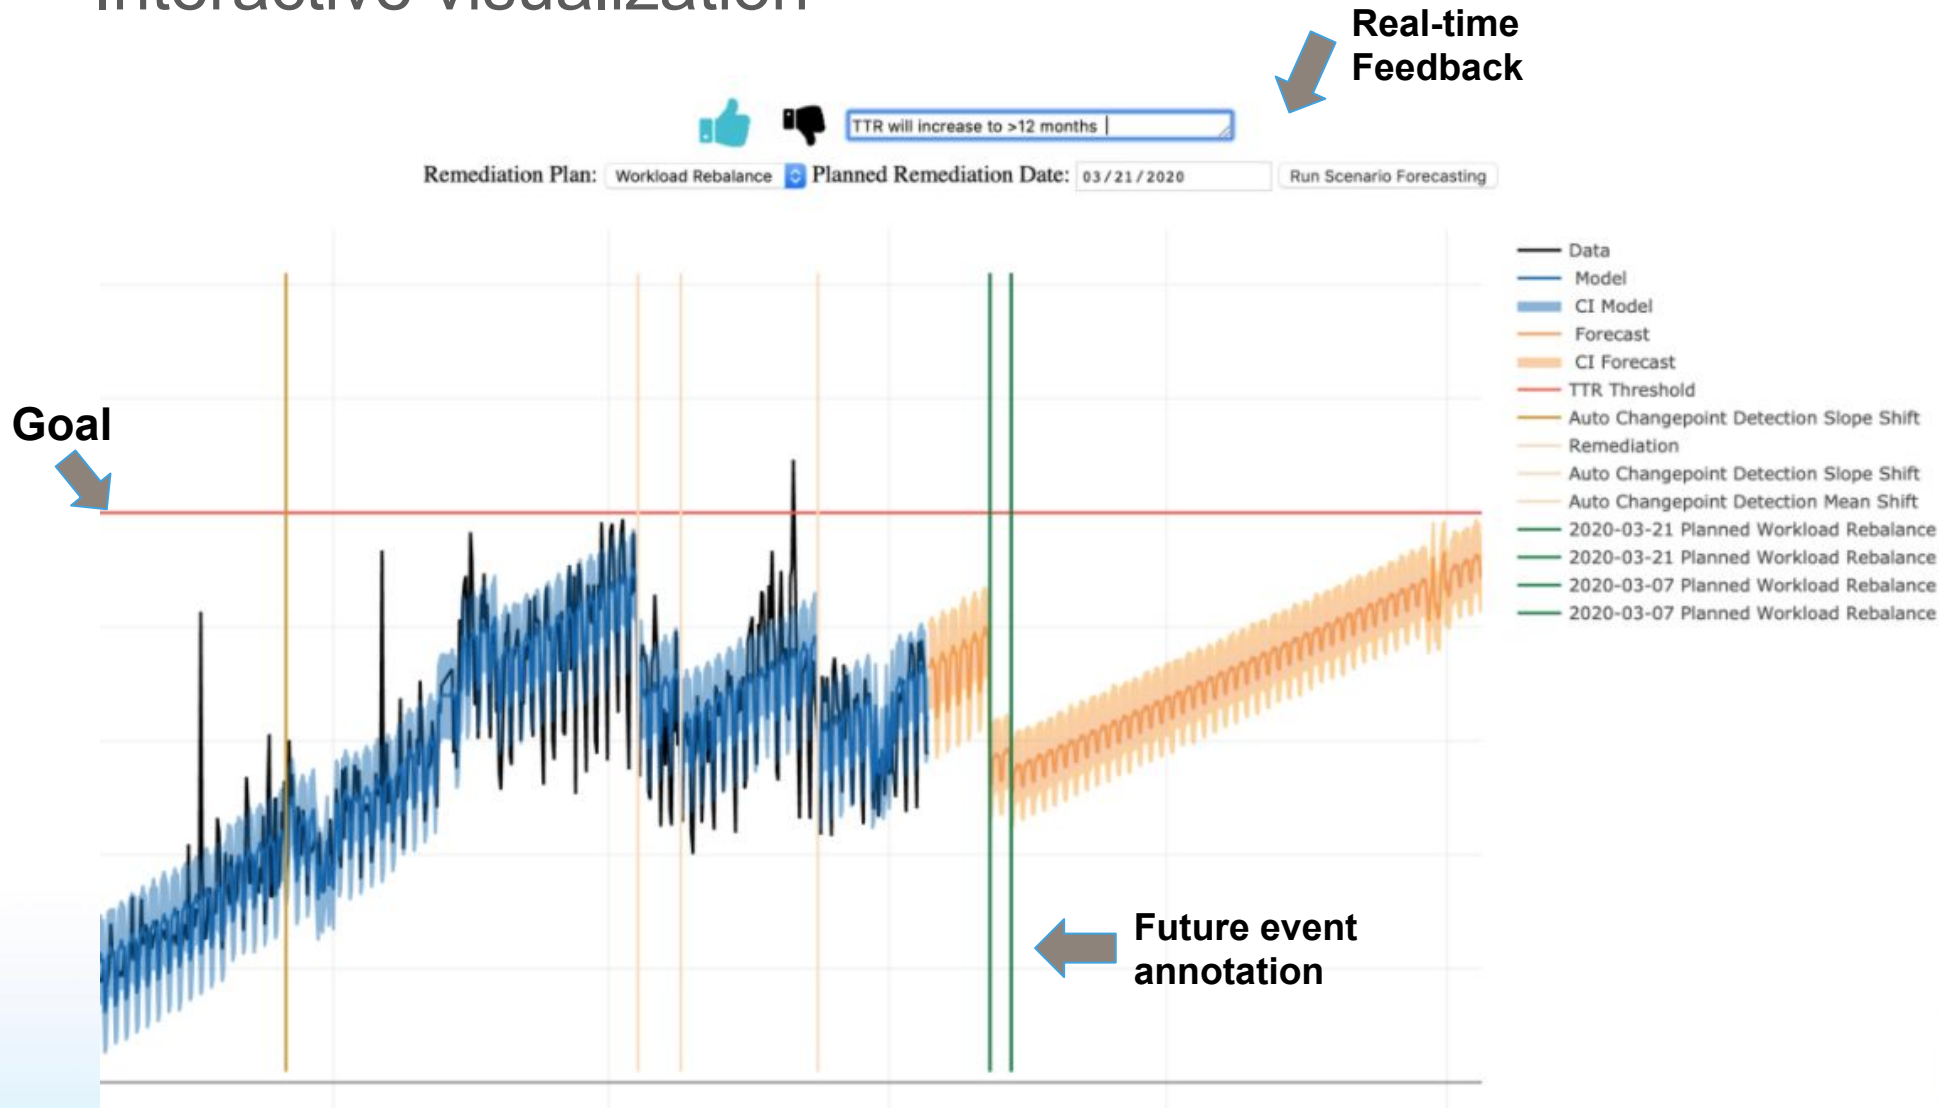 Interactive visualization
Real-time
Feedback
TTR will increase to >12 months
Remediation Plan: Workload Rebalance Planned Remediation Date: 03/21/2020 Run Scenario Forecasting
Data
Model
CI Model
Forecast
CI Forecast
TTR Threshold
Auto Changepoint Detection Slope Shift
Remediation
Auto Changepoint Detection Slope Shift
Auto Changepoint Detection Mean Shift
2020-03-21 Planned Workload Rebalance
2020-03-21 Planned Workload Rebalance
2020-03-07 Planned Workload Rebalance
2020-03-07 Planned Workload Rebalance
Goal
Future event
annotation